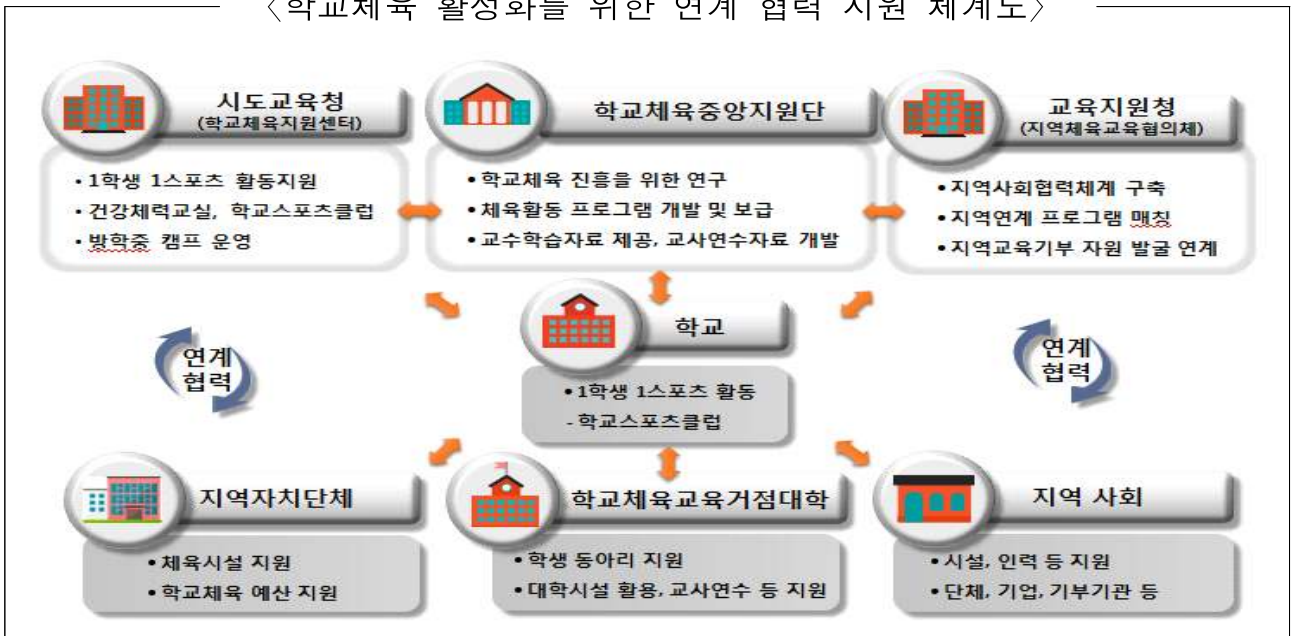 〈학교체육 활성화를 위한 연계 협력 지원 체계도〉
시도교육청
(학교체육지원센터)
• 1학생 1스포츠 활동지원
• 건강체력교실, 학교스포츠클럽
• 방학중 캠프 운영
학교체육중앙지원단
• 학교체육 진흥을 위한 연구
• 체육활동 프로그램 개발 및 보급
• 교수학습자료 제공, 교사연수자료 개발
교육지원청
(지역체육교육협의체)
• 지역사회협력체계 구축
• 지역연계 프로그램 매칭
• 지역교육기부 자원 발굴 연계
연계
협력
학교
• 1학생 1스포츠 활동
- 학교스포츠클럽
연계
협력
지역자치단체
• 체육시설 지원
• 학교체육 예산 지원
학교체육교육거점대학
• 학생 동아리 지원
• 대학시설 활용, 교사연수 등 지원
지역 사회
• 시설, 인력 등 지원
• 단체, 기업, 기부기관 등